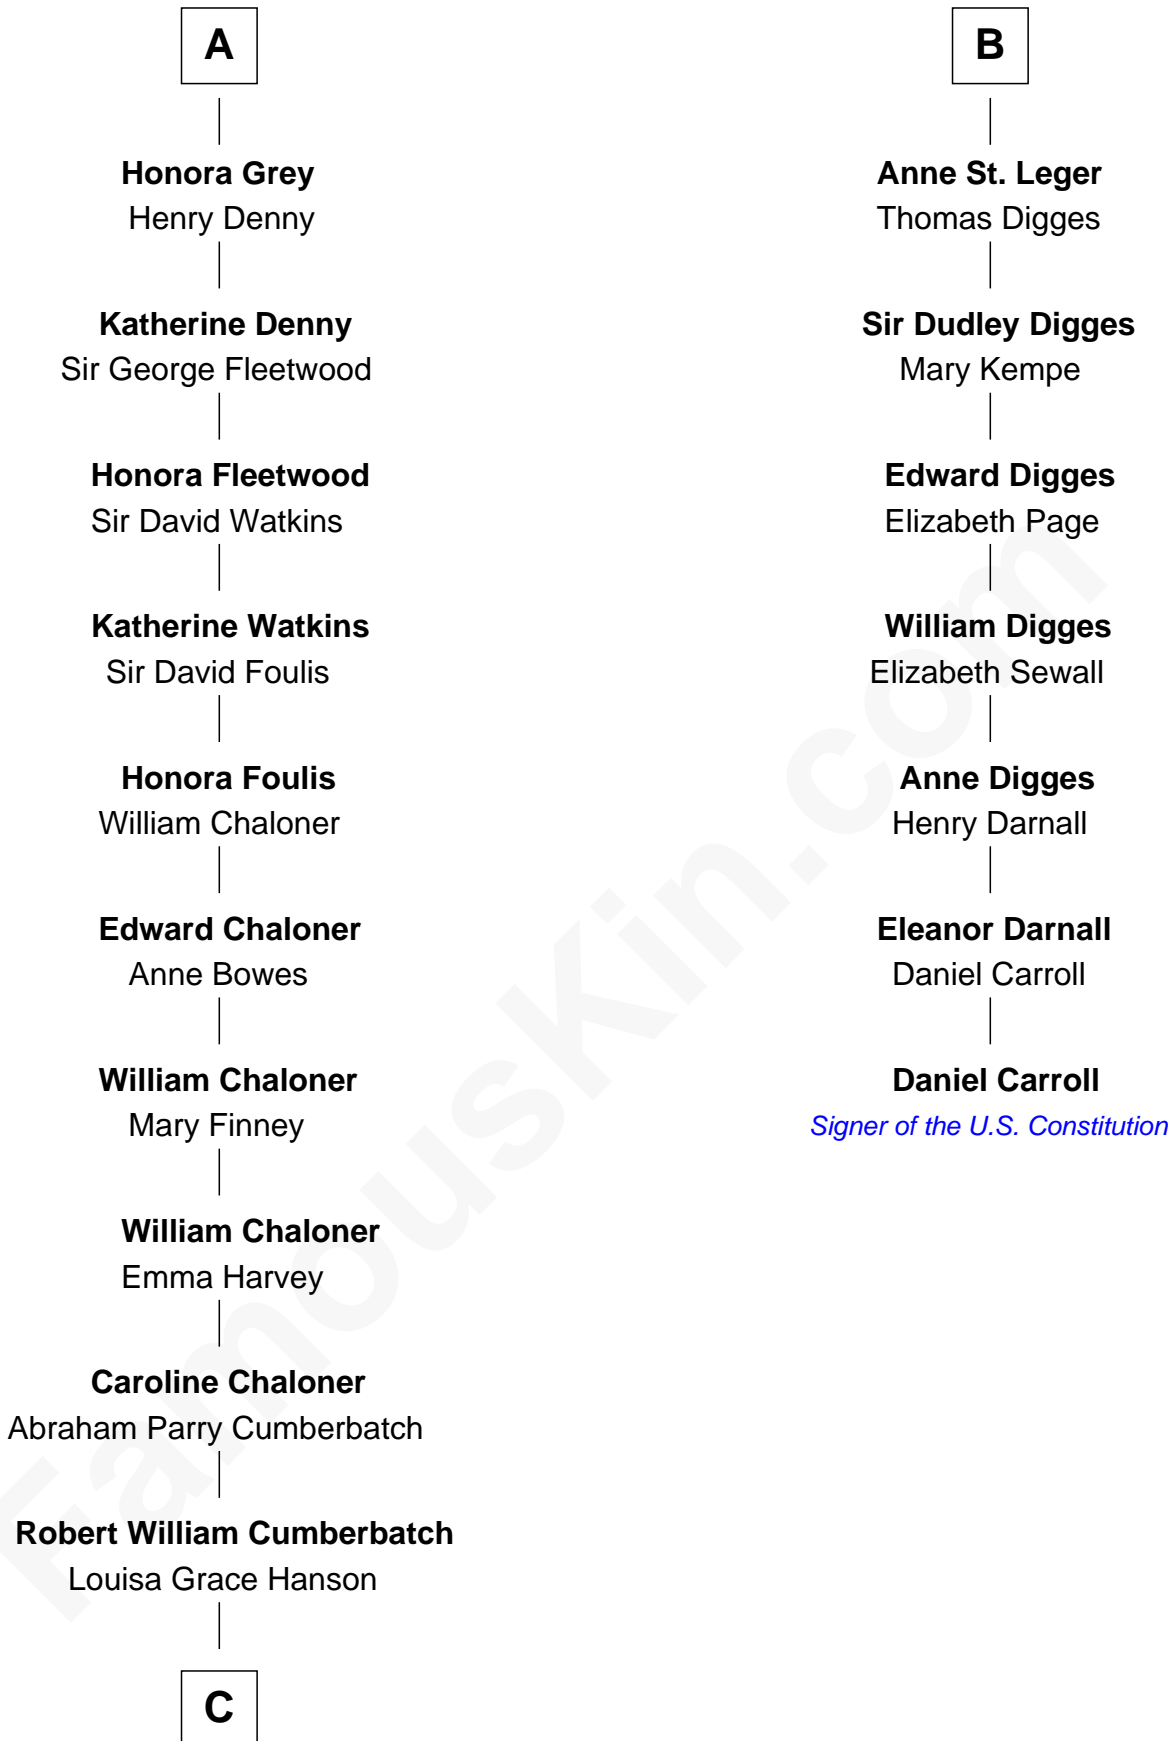 A
Honora Grey
Henry Denny
Katherine Denny
Sir George Fleetwood
Honora Fleetwood
Sir David Watkins
Katherine Watkins
Sir David Foulis
Honora Foulis
William Chaloner
Edward Chaloner
Anne Bowes
William Chaloner
Mary Finney
William Chaloner
Emma Harvey
Caroline Chaloner
Abraham Parry Cumberbatch
Robert William Cumberbatch
Louisa Grace Hanson
C
B
Anne St. Leger
Thomas Digges
Sir Dudley Digges
Mary Kempe
Edward Digges
Elizabeth Page
William Digges
Elizabeth Sewall
Anne Digges
Henry Darnall
Eleanor Darnall
Daniel Carroll
Daniel Carroll
Signer of the U.S. Constitution
FamousKin.com